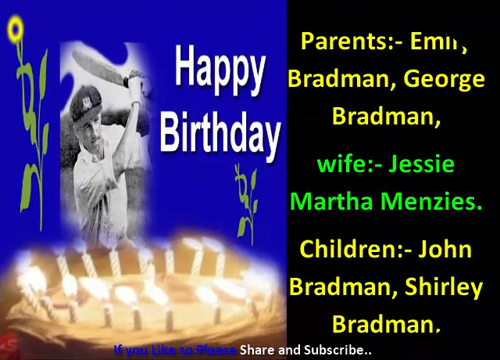 Happy
Birthday
Parents:- Emily
Bradman, George
Bradman,
wife:- Jessie
Martha Menzies.
Children:- John
Bradman, Shirley
Bradman.
If you Like so Please Share and Subscribe..